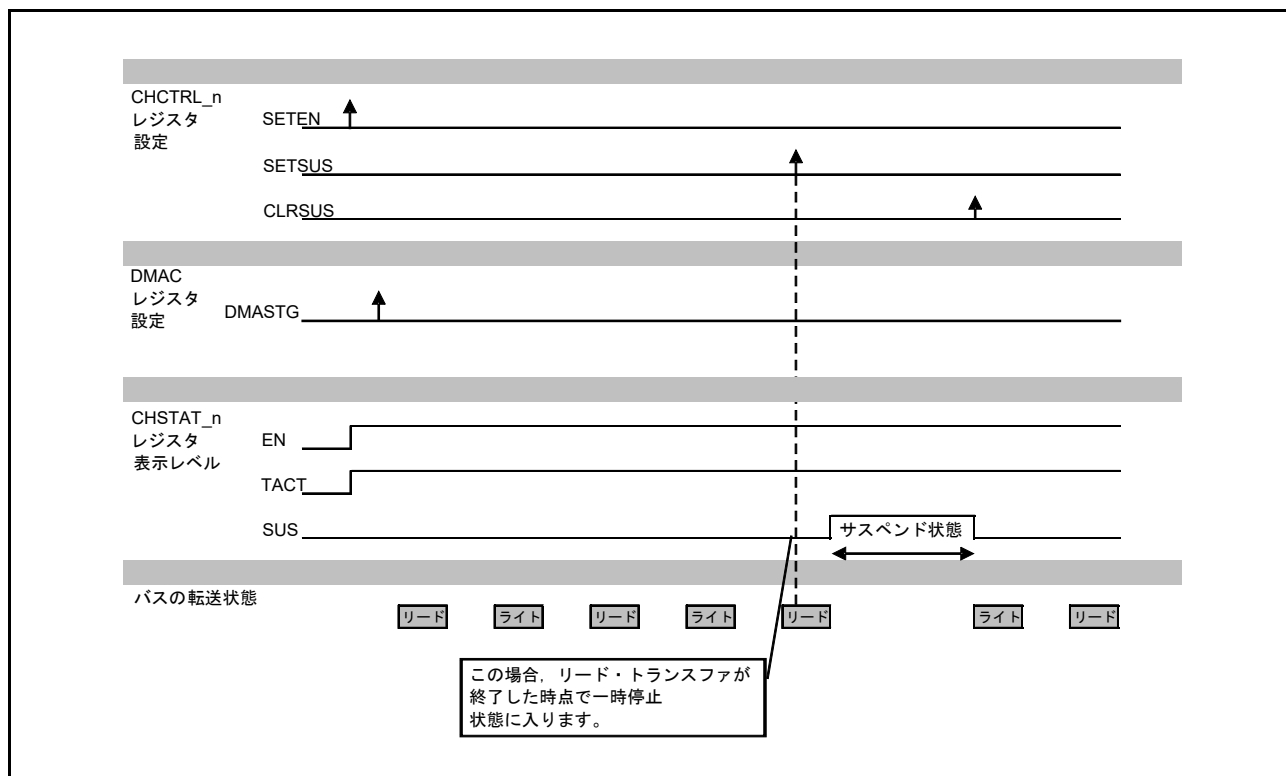 CHCTRL_n
レジスタ
設定
SETEN
SETSUS
CLRSUS
DMAC
レジスタ
設定
DMASTG
CHSTAT_n
レジスタ
表示レベル
EN
TACT
SUS
サスペンド状態
バスの転送状態
リード
ライト
リード
ライト
リード
ライト
リード
この場合，リード・トランスファが
終了した時点で一時停止
状態に入ります。